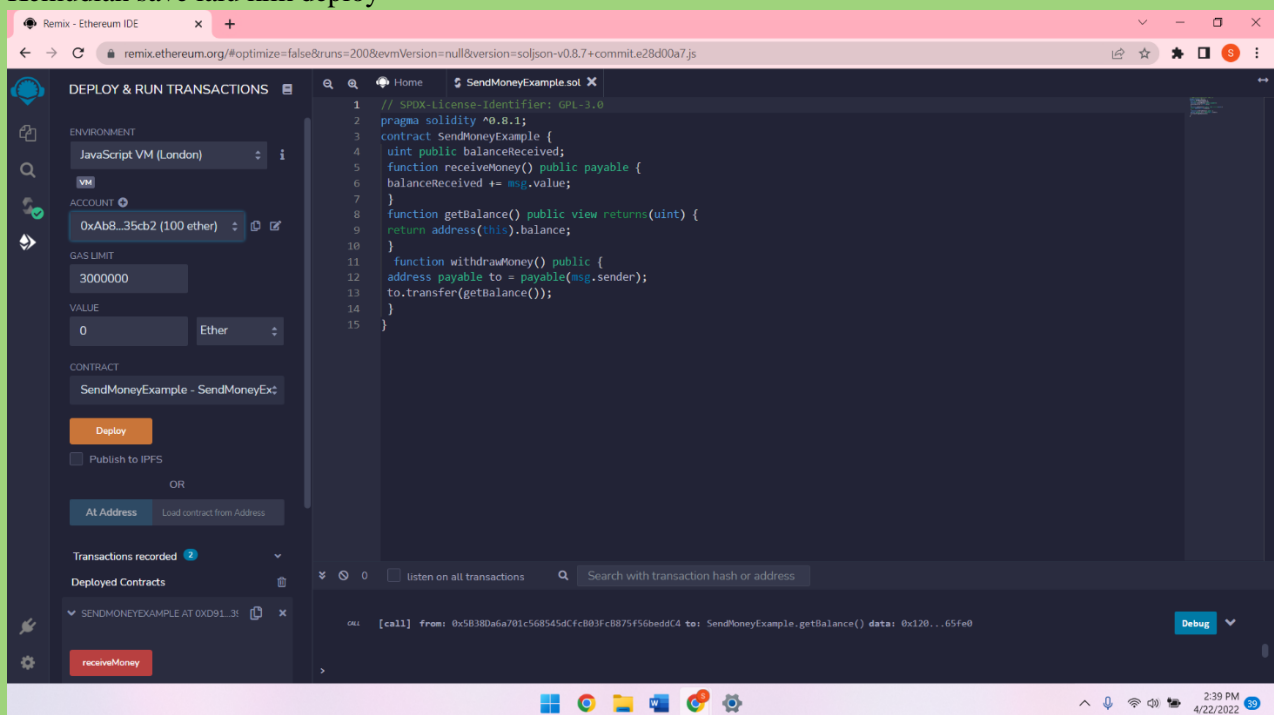 Kemudian save lalu klik deploy
Remix - Ethereum IDE
remix.ethereum.org/#optimize=false&runs=200&evmVersion=null&version=soljson-v0.8.7+commit.e28d00a7.js
S
DEPLOY & RUN TRANSACTIONS
Home
SendMoneyExample.sol
ENVIRONMENT
JavaScript VM (London)
VM
ACCOUNT
0xAb8...35cb2 (100 ether)
GAS LIMIT
3000000
VALUE
0 Ether
CONTRACT
SendMoneyExample - SendMoneyEx
Deploy
Publish to IPFS
OR
At Address Load contract from Address
Transactions recorded 2
Deployed Contracts
SENDMONEYEXAMPLE AT 0XD91...39
receiveMoney
1 // SPDX-License-Identifier: GPL-3.0
2 pragma solidity ^0.8.1;
3 contract SendMoneyExample {
4 uint public balanceReceived;
5 function receiveMoney() public payable {
6 balanceReceived += msg.value;
7 }
8 function getBalance() public view returns(uint) {
9 return address(this).balance;
10 }
11 function withdrawMoney() public {
12 address payable to = payable(msg.sender);
13 to.transfer(getBalance());
14 }
15 }
0 listen on all transactions Search with transaction hash or address
CALL [call] from: 0x5B38Da6a701c568545dCfcB03FcB875f56beddC4 to: SendMoneyExample.getBalance() data: 0x120...65fe0 Debug
>
2:39 PM
4/22/2022
39